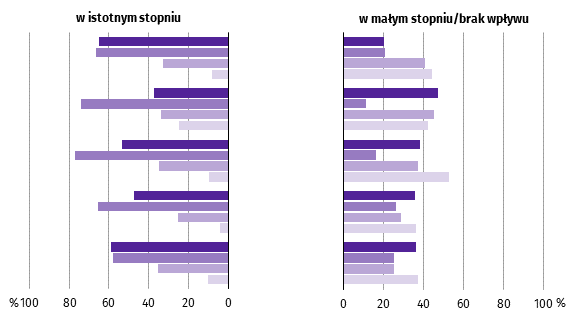 w istotnym stopniu
w małym stopniu/brak wpływu
%100 80 60 40 20 0
0 20 40 60 80 100 %